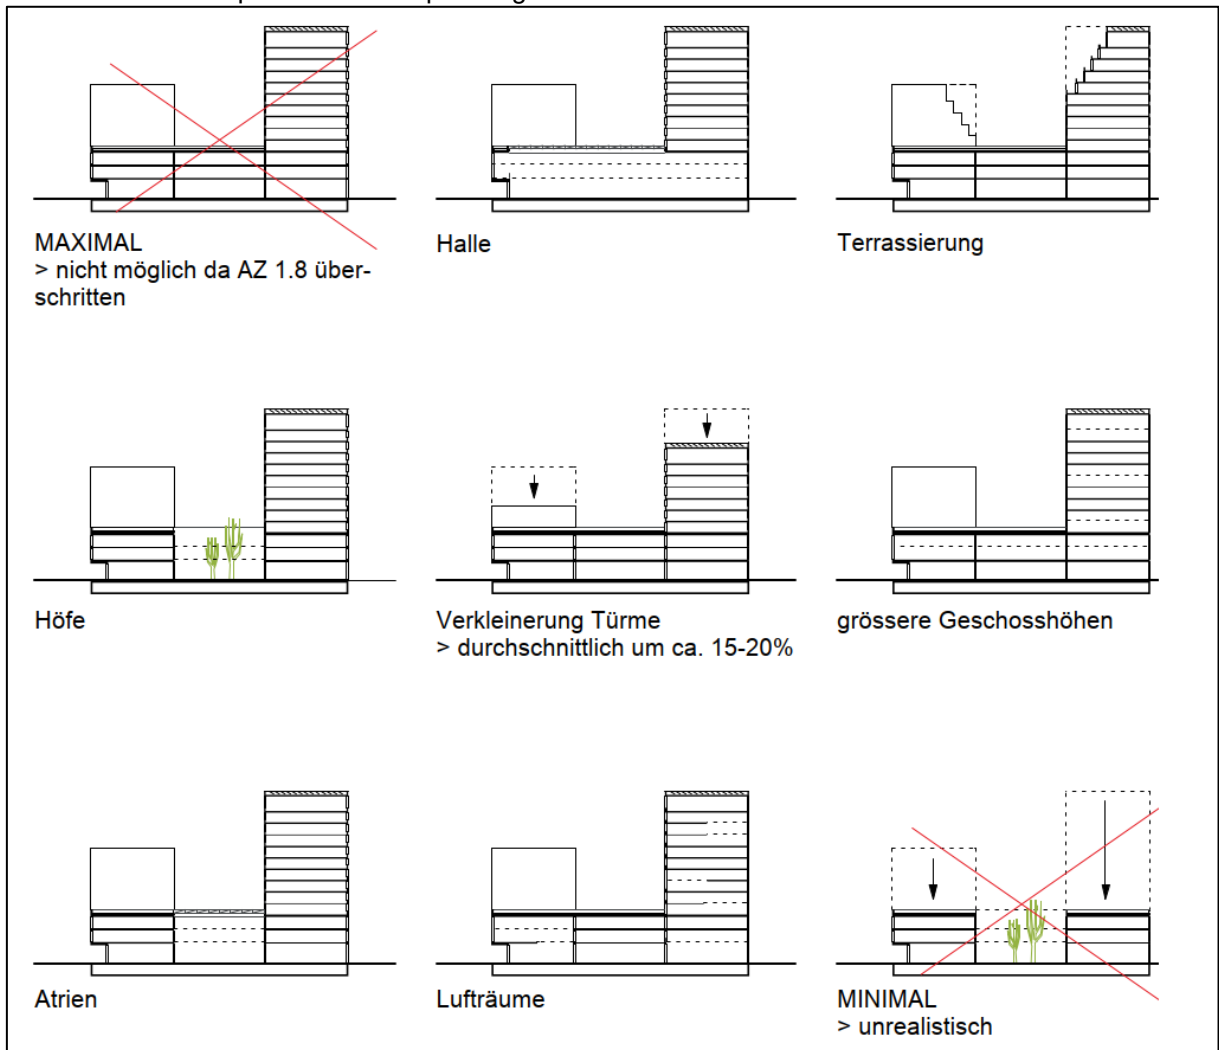 MAXIMAL
> nicht möglich da AZ 1.8 über-
schritten
Halle
Terrassierung
Höfe
Verkleinerung Türme
> durchschnittlich um ca. 15-20%
grössere Geschosshöhen
Atrien
Lufträume
MINIMAL
> unrealistisch